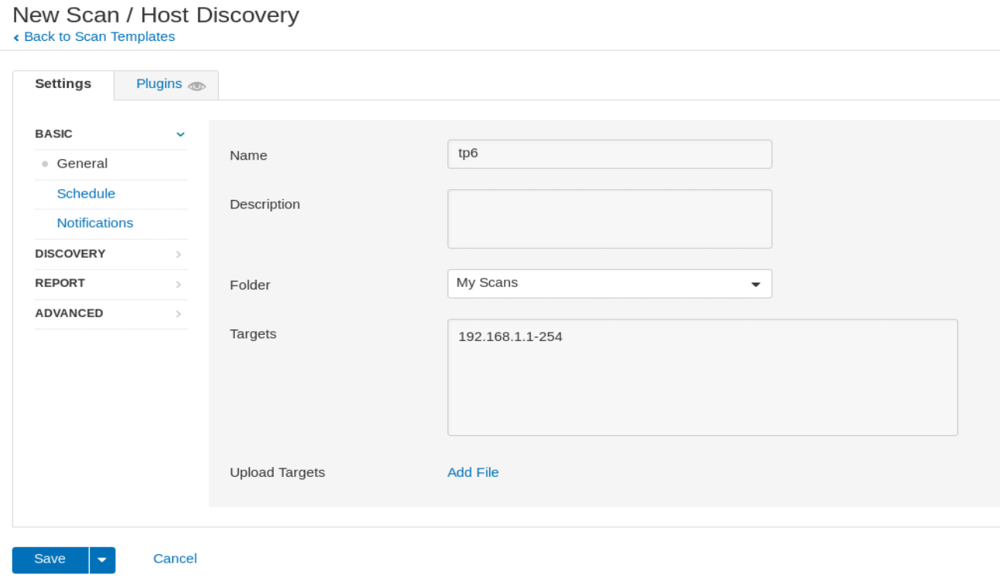 New Scan / Host Discovery
‹ Back to Scan Templates
Settings
Plugins
BASIC
General
Schedule
Notifications
DISCOVERY
REPORT
ADVANCED
Name
tp6
Description
Folder
My Scans
Targets
192.168.1.1-254
Upload Targets
Add File
Save
Cancel